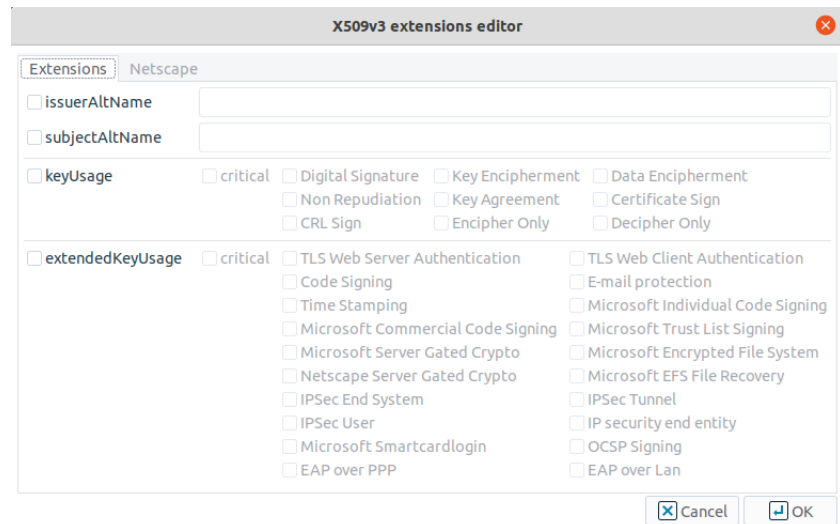 X509v3 extensions editor
Extensions Netscape
issuerAltName
subjectAltName
keyUsage critical Digital Signature Key Encipherment Data Encipherment
Non Repudiation Key Agreement Certificate Sign
CRL Sign Encipher Only Decipher Only
extendedKeyUsage critical TLS Web Server Authentication TLS Web Client Authentication
Code Signing E-mail protection
Time Stamping Microsoft Individual Code Signing
Microsoft Commercial Code Signing Microsoft Trust List Signing
Microsoft Server Gated Crypto Microsoft Encrypted File System
Netscape Server Gated Crypto Microsoft EFS File Recovery
IPSec End System IPSec Tunnel
IPSec User IP security end entity
Microsoft Smartcardlogin OCSP Signing
EAP over PPP EAP over Lan
Cancel OK